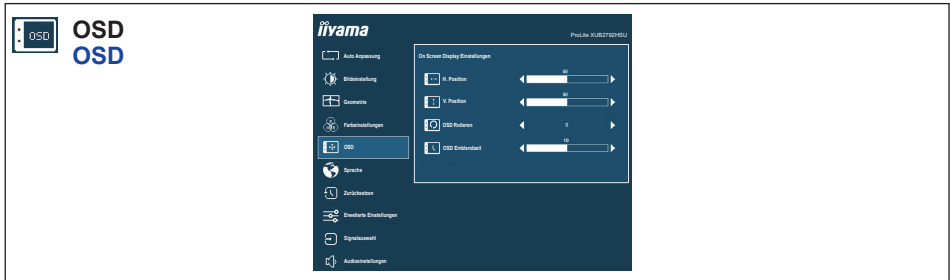 OSD
OSD
OSD
iiyama
ProLite XUB2792HSU
Auto Anpassung
Bildeinstellung
Geometrie
Farbeinstellungen
OSD
Sprache
Zurücksetzen
Erweiterte Einstellungen
Signalauswahl
Audioeinstellungen
On Screen Display Einstellungen
H. Position
50
V. Position
50
OSD Rotieren
0
OSD Einblendzeit
10